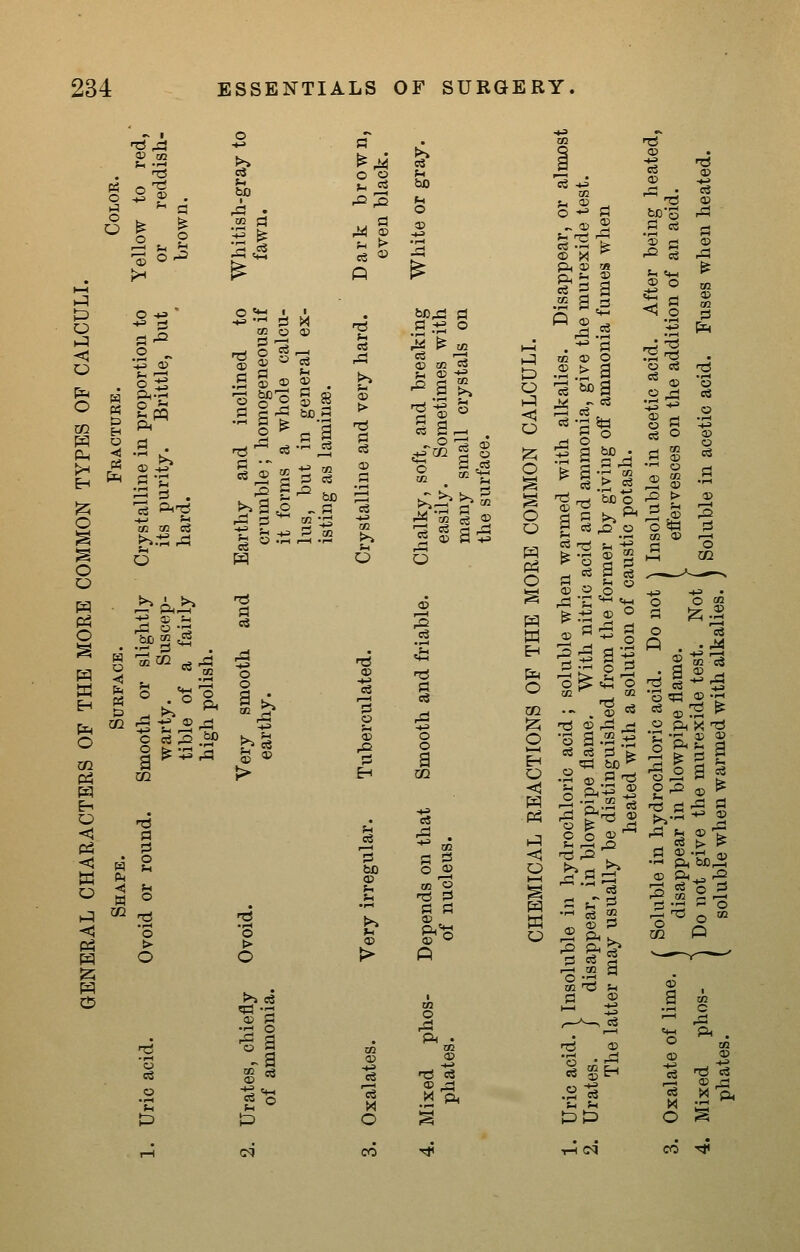 234 ESSENTIALS OF SURGERY.
GENERAL CHARACTERS OF THE MORE COMMON TYPES OF CALCULI.
SHAPE. SURFACE. FRACTURE. COLOR.
1. Uric acid. Ovoid or round. Smooth or slightly Crystalline in proportion to Yellow to red,
warty. Suscep- its purity. Brittle, but or reddish-
tible of a fairly hard. brown.
high polish.
2. Urates, chiefly Ovoid. Very smooth and Earthy and inclined to Whitish-gray to
of ammonia. earthy. crumble; homogeneous if fawn.
it forms a whole calcu-
lus, but in general ex-
isting as laminæ.
3. Oxalates. Very irregular. Tuberculated. Crystalline and very hard. Dark brown,
even black.
4. Mixed phos- Depends on that Smooth and friable. Chalky, soft, and breaking White or gray.
phates. of nucleus. easily. Sometimes with
many small crystals on
the surface.
CHEMICAL REACTIONS OF THE MORE COMMON CALCULI.
1. Uric acid. } Insoluble in hydrochloric acid; soluble when warmed with alkalies. Disappear, or almost
2. Urates. } disappear, in blowpipe flame. With nitric acid and ammonia, give the murexide test.
The latter may usually be distinguished from the former by giving off ammonia fumes when
heated with a solution of caustic potash.
3. Oxalate of lime. { Soluble in hydrochloric acid. Do not } Insoluble in acetic acid. After being heated,
disappear in blowpipe flame. effervesces on the addition of an acid.
4. Mixed phos- } Do not give the murexide test. Not } Soluble in acetic acid. Fuses when heated.
phates. soluble when warmed with alkalies.